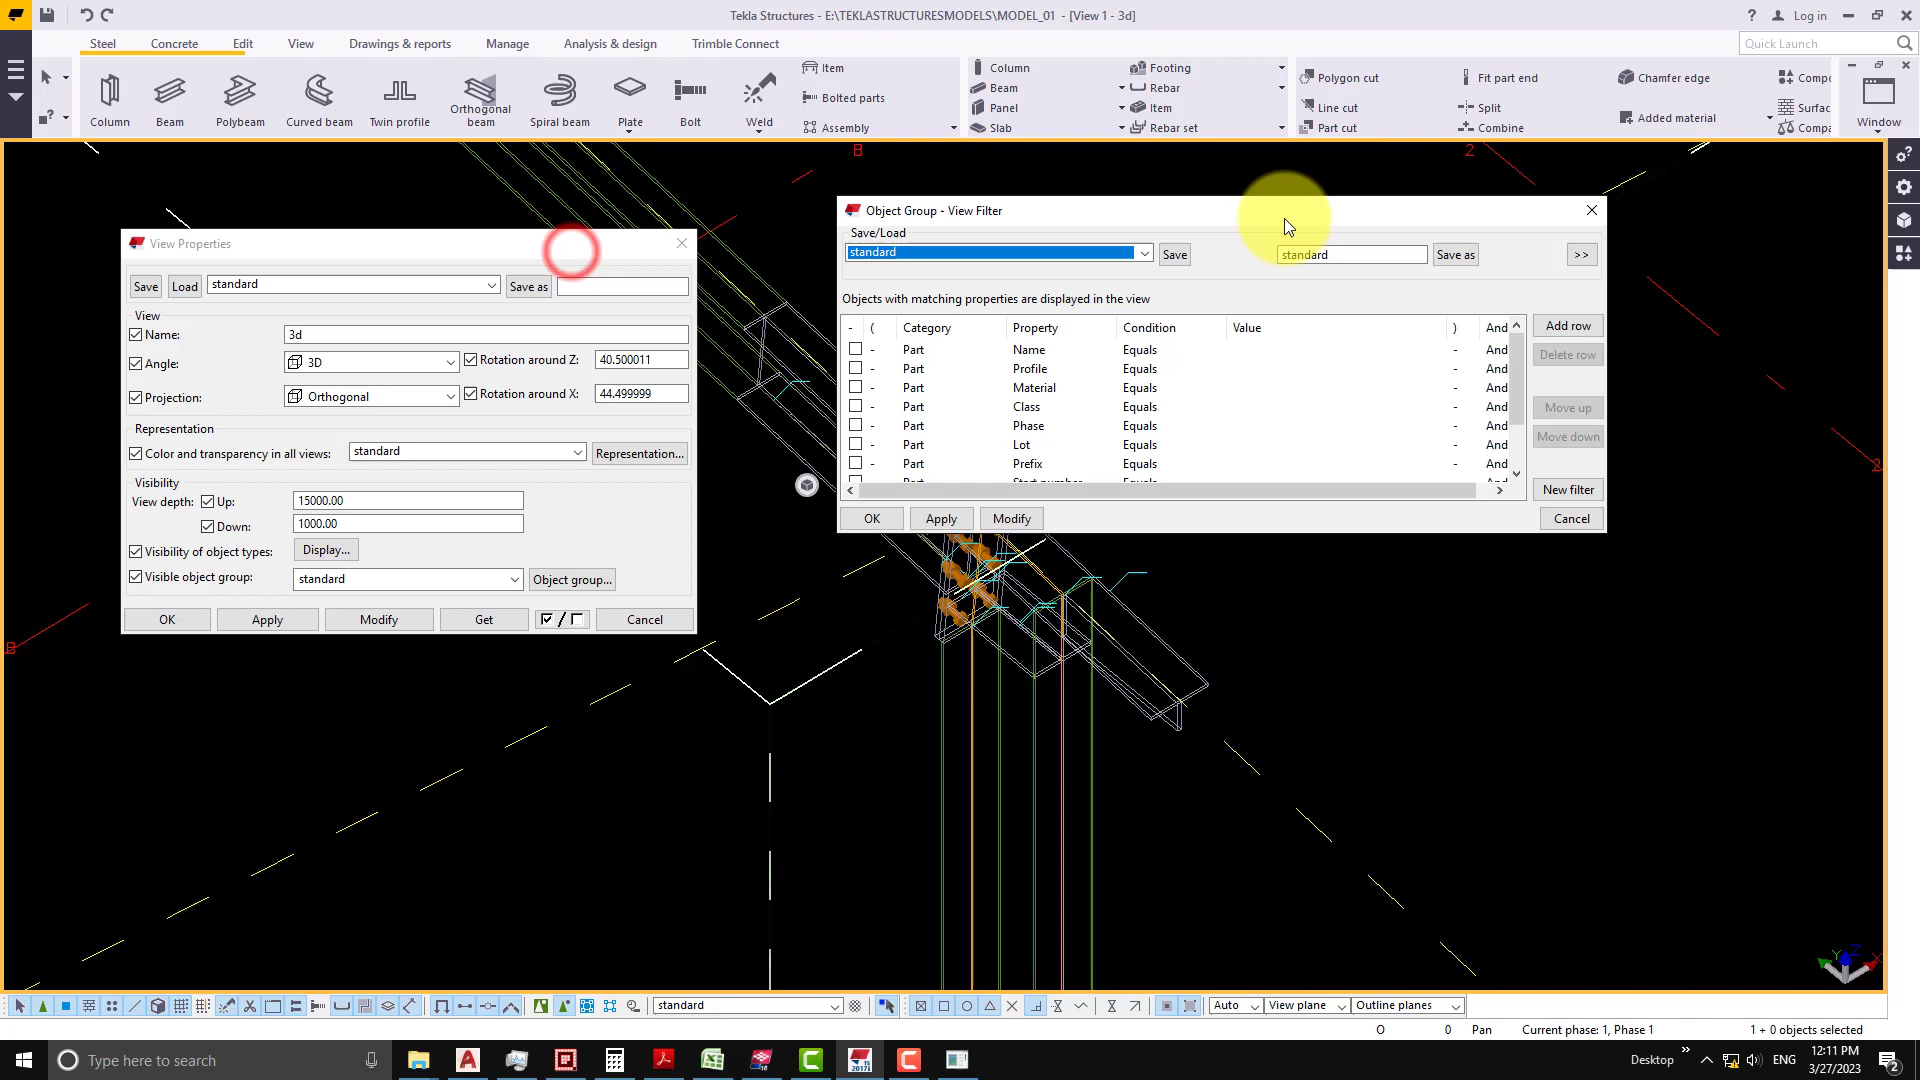 Tekla Structures - E:\TEKLASTRUCTURESMODELS\MODEL_01 - [View 1 - 3d]
? Log in
Steel Concrete Edit View Drawings & reports Manage Analysis & design Trimble Connect
Quick Launch
Column
Beam
Polybeam
Curved beam
Twin profile
Orthogonal
beam
Spiral beam
Plate
Bolt
Weld
Item
Bolted parts
Assembly
Column
Beam
Panel
Slab
Footing
Rebar
Item
Rebar set
Polygon cut
Line cut
Part cut
Fit part end
Split
Combine
Chamfer edge
Added material
Compo
Surfac
Compa
Window
B
2
View Properties
Save Load standard Save as
View
Name: 3d
Angle: 3D Rotation around Z: 40.500011
Projection: Orthogonal Rotation around X: 44.499999
Representation
Color and transparency in all views: standard Representation...
Visibility
View depth: Up: 15000.00
Down: 1000.00
Visibility of object types: Display...
Visible object group: standard Object group...
OK Apply Modify Get / Cancel
Object Group - View Filter
Save/Load
standard Save standard Save as >>
Objects with matching properties are displayed in the view
- ( Category Property Condition Value ) And
- Part Name Equals - And
- Part Profile Equals - And
- Part Material Equals - And
- Part Class Equals - And
- Part Phase Equals - And
- Part Lot Equals - And
- Part Prefix Equals - And
Add row
Delete row
Move up
Move down
New filter
OK Apply Modify Cancel
B
2
standard Auto View plane Outline planes
O 0 Pan Current phase: 1, Phase 1 1 + 0 objects selected
Type here to search
Desktop
ENG
12:11 PM
3/27/2023
2